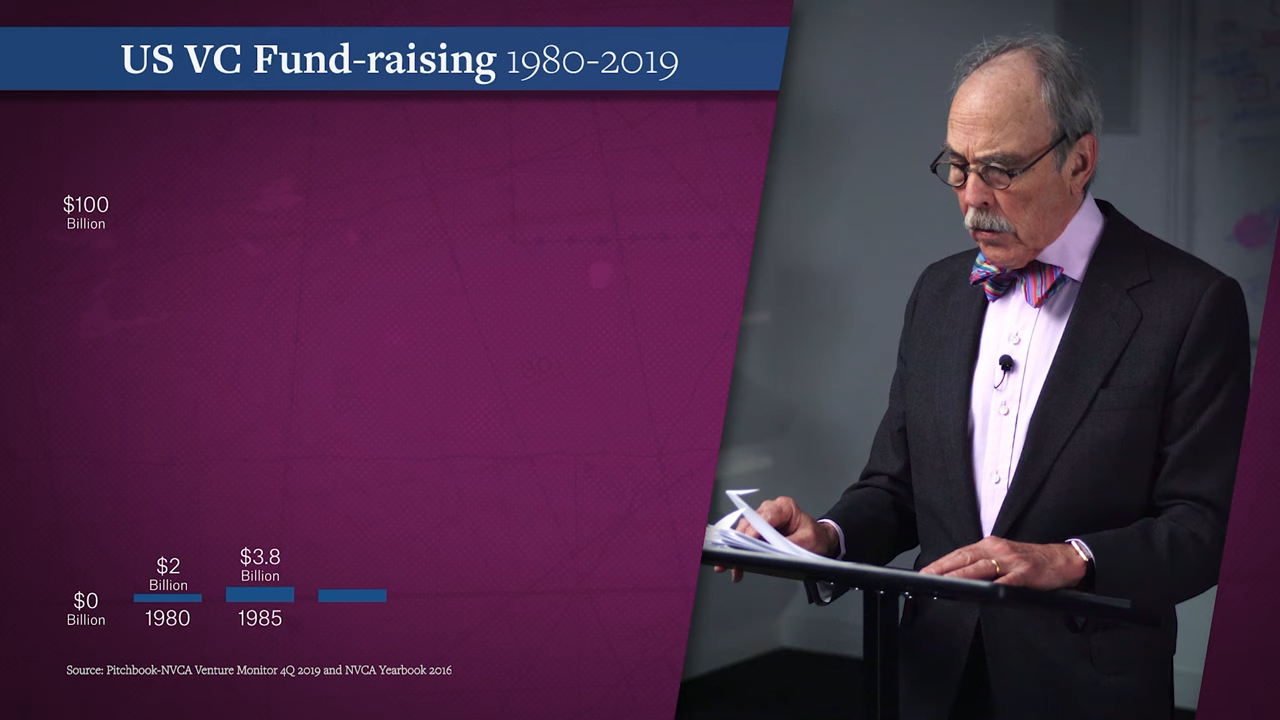 US VC Fund-raising 1980-2019
$100
Billion
$2
Billion
$3.8
Billion
$0
Billion
1980
1985
Source: Pitchbook-NVCA Venture Monitor 4Q 2019 and NVCA Yearbook 2016